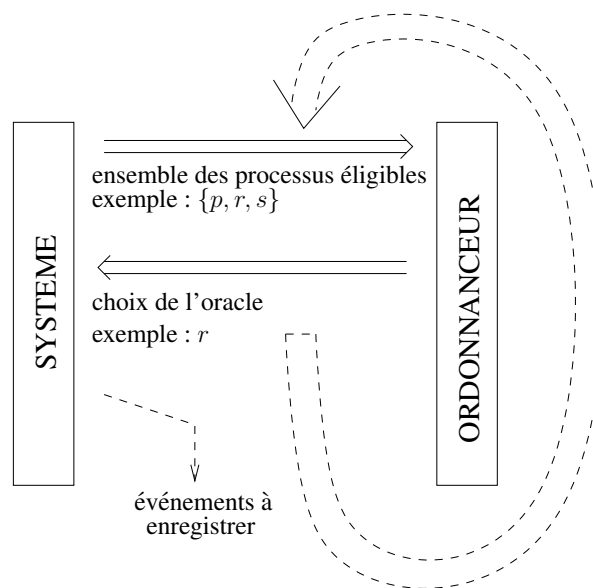 SYSTEME
ensemble des processus éligibles
exemple : {p, r, s}
choix de l'oracle
exemple : r
événements à
enregistrer
ORDONNANCEUR